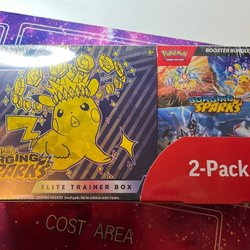 POKÉMON
BOOSTER BUNDLE
SURGING
SPARKS
SURGING
SPARKS
2-Pack
ELITE TRAINER BOX
COST AREA